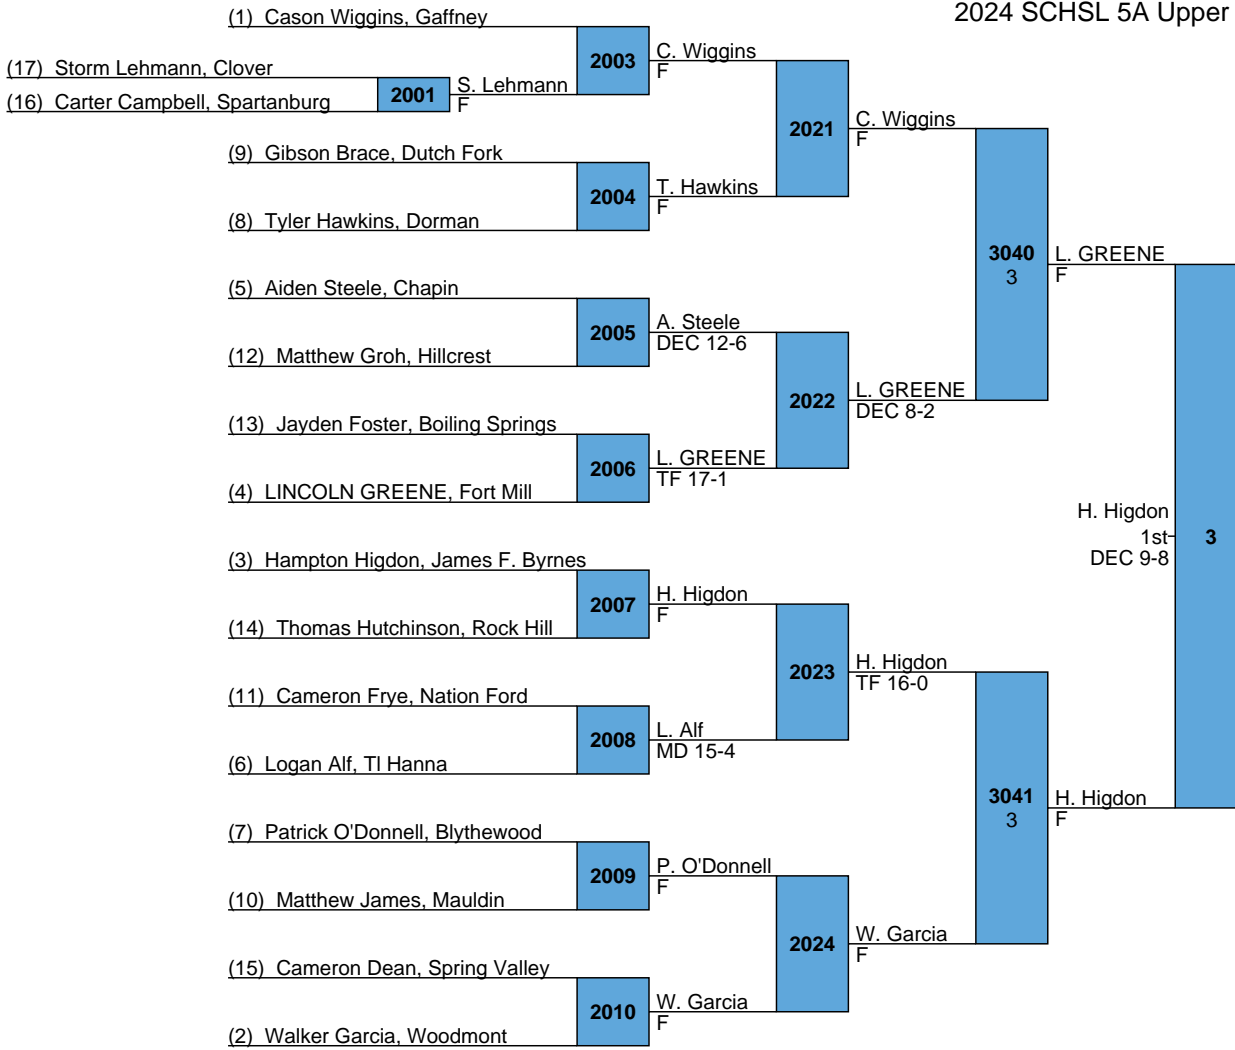 2024 SCHSL 5A Upper
(1) Cason Wiggins, Gaffney
(17) Storm Lehmann, Clover
(16) Carter Campbell, Spartanburg
2001
S. Lehmann
F
2003
C. Wiggins
F
(9) Gibson Brace, Dutch Fork
(8) Tyler Hawkins, Dorman
2004
T. Hawkins
F
2021
C. Wiggins
F
(5) Aiden Steele, Chapin
(12) Matthew Groh, Hillcrest
2005
A. Steele
DEC 12-6
(13) Jayden Foster, Boiling Springs
(4) LINCOLN GREENE, Fort Mill
2006
L. GREENE
TF 17-1
2022
L. GREENE
DEC 8-2
3040
3
L. GREENE
F
(3) Hampton Higdon, James F. Byrnes
(14) Thomas Hutchinson, Rock Hill
2007
H. Higdon
F
(11) Cameron Frye, Nation Ford
(6) Logan Alf, Tl Hanna
2008
L. Alf
MD 15-4
2023
H. Higdon
TF 16-0
(7) Patrick O'Donnell, Blythewood
(10) Matthew James, Mauldin
2009
P. O'Donnell
F
(15) Cameron Dean, Spring Valley
(2) Walker Garcia, Woodmont
2010
W. Garcia
F
2024
W. Garcia
F
3041
3
H. Higdon
F
H. Higdon
1st
DEC 9-8
3